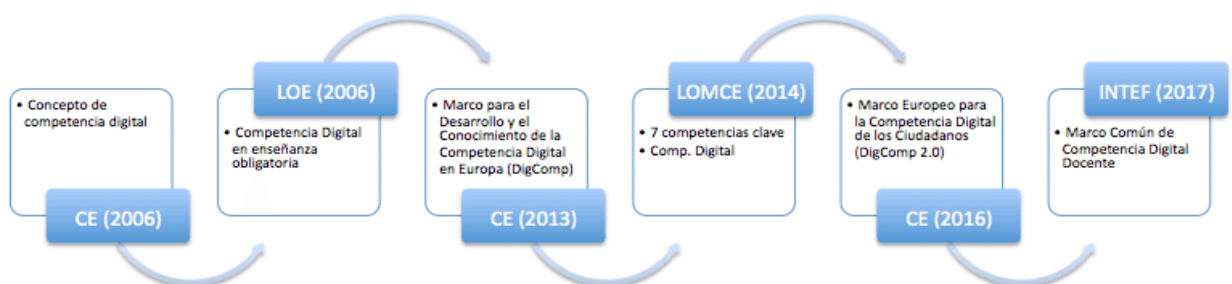 • Concepto de
competencia digital
CE (2006)
LOE (2006)
• Competencia Digital
en enseñanza
obligatoria
• Marco para el
Desarrollo y el
Conocimiento de la
Competencia Digital
en Europa (DigComp)
CE (2013)
LOMCE (2014)
• 7 competencias clave
• Comp. Digital
• Marco Europeo para
la Competencia Digital
de los Ciudadanos
(DigComp 2.0)
CE (2016)
INTEF (2017)
• Marco Común de
Competencia Digital
Docente